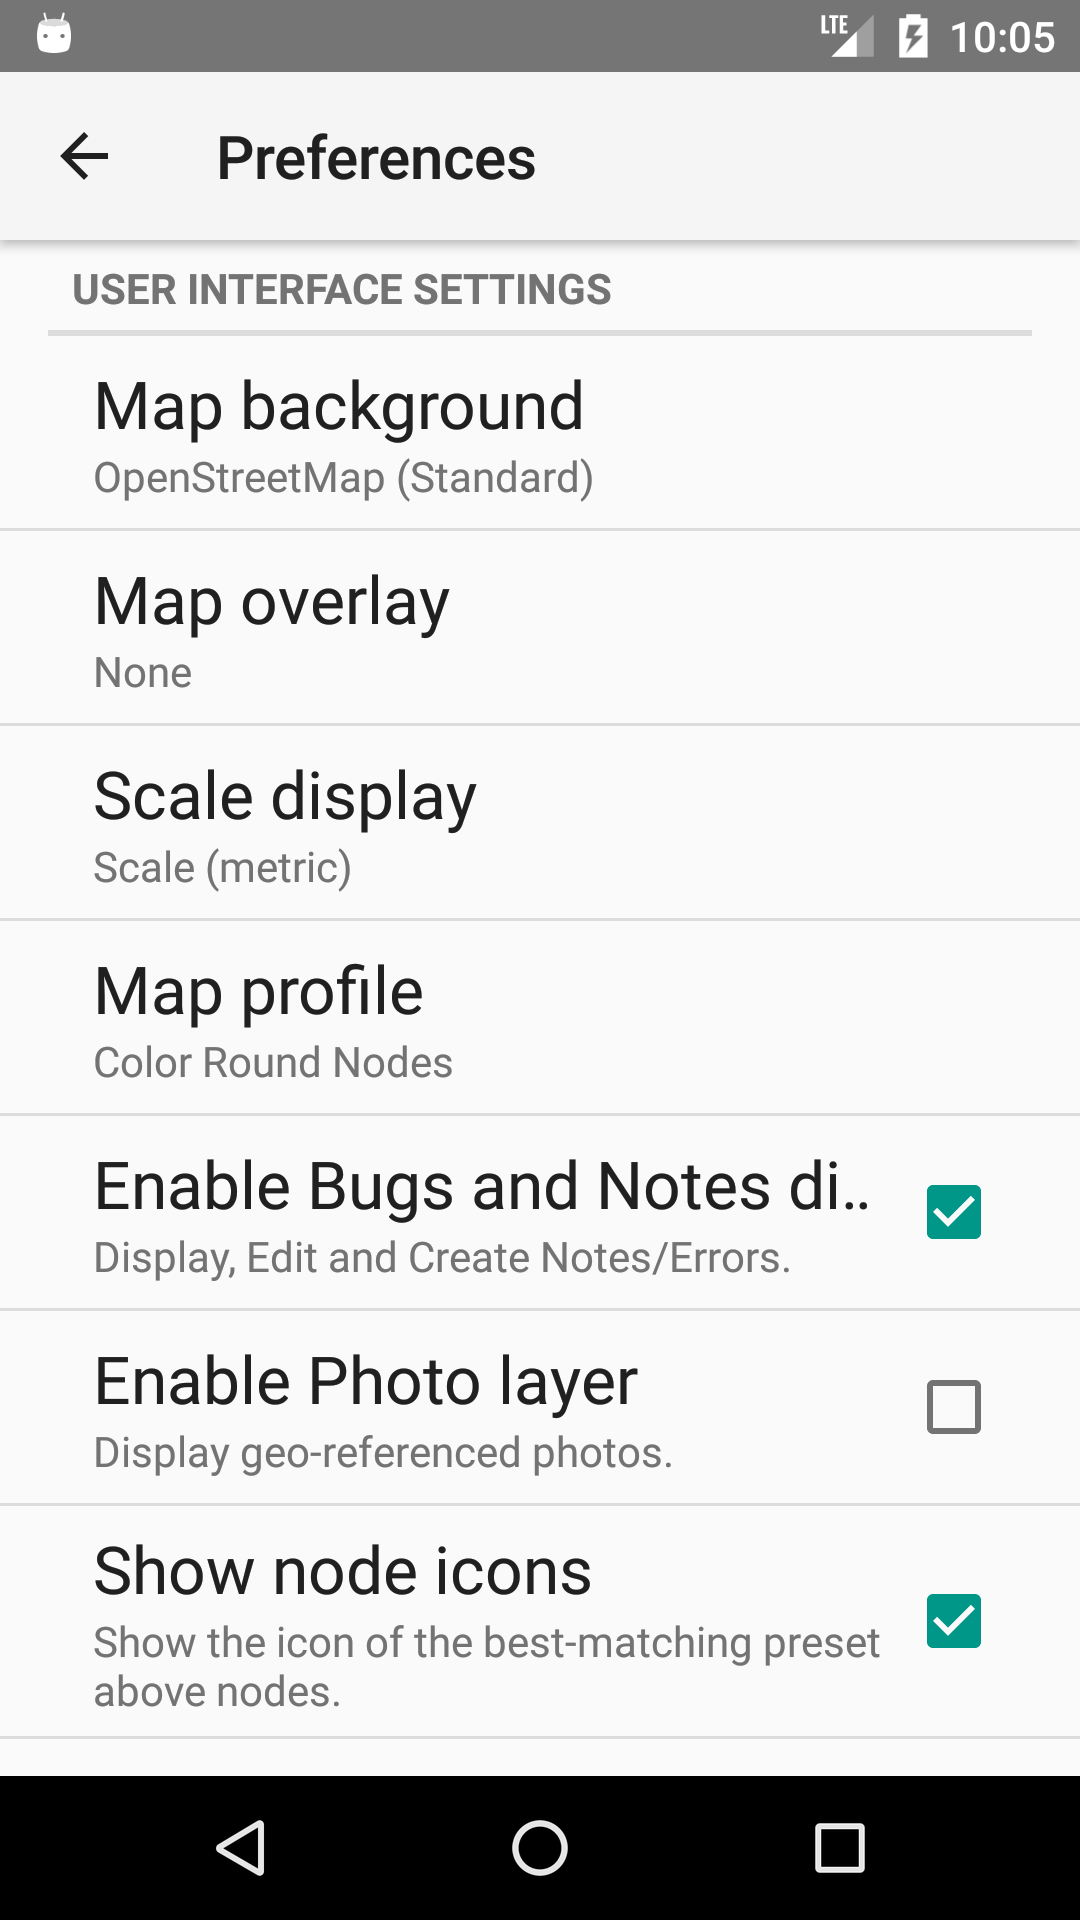 LTE 10:05
Preferences
USER INTERFACE SETTINGS
Map background
OpenStreetMap (Standard)
Map overlay
None
Scale display
Scale (metric)
Map profile
Color Round Nodes
Enable Bugs and Notes di..
Display, Edit and Create Notes/Errors.
Enable Photo layer
Display geo-referenced photos.
Show node icons
Show the icon of the best-matching preset
above nodes.